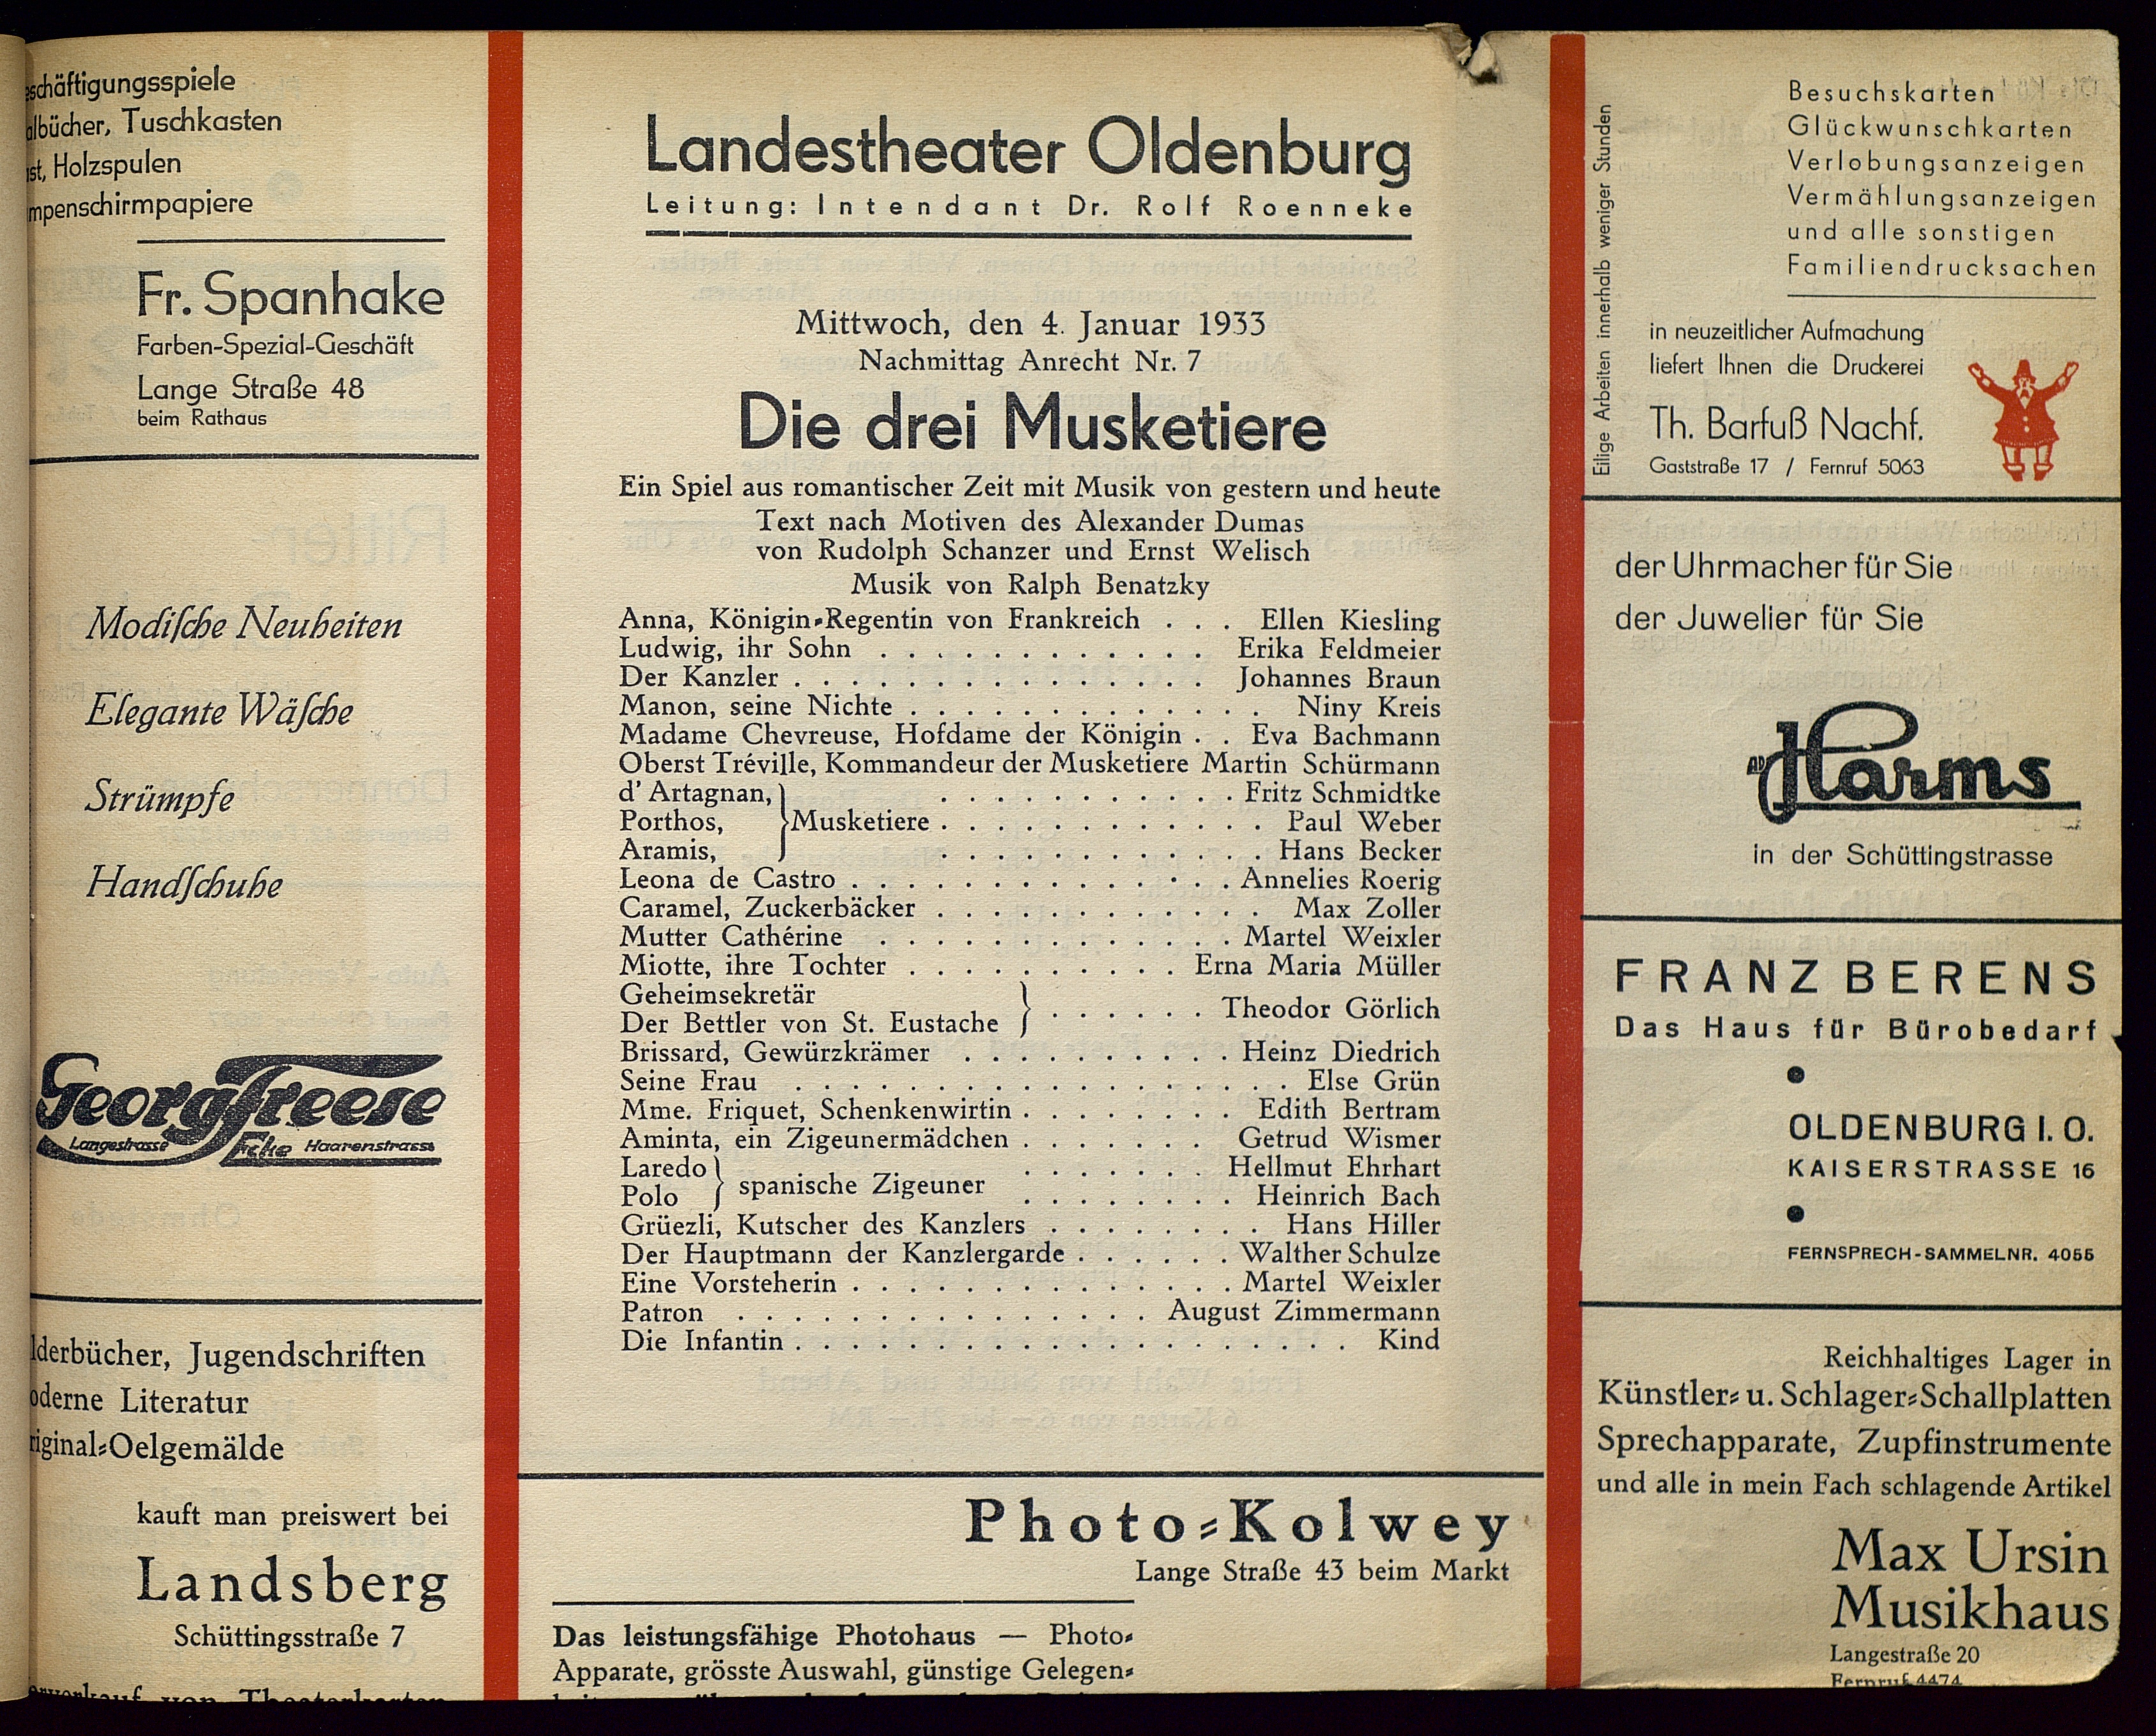 eschäftigungsspiele
albücher, Tuschkasten
ast, Holzspulen
mpenschirmpapiere
Fr. Spanhake
Farben-Spezial-Geschäft
Lange Straße 48
beim Rathaus
Modische Neuheiten
Elegante Wäsche
Strümpfe
Handschuhe
Georg Freese
Langestrasse Ecke Haarenstrasse
lderbücher, Jugendschriften
oderne Literatur
riginal-Oelgemälde
kauft man preiswert bei
Landsberg
Schüttingsstraße 7
Landestheater Oldenburg
Leitung: Intendant Dr. Rolf Roenneke
Mittwoch, den 4. Januar 1933
Nachmittag Anrecht Nr. 7
Die drei Musketiere
Ein Spiel aus romantischer Zeit mit Musik von gestern und heute
Text nach Motiven des Alexander Dumas
von Rudolph Schanzer und Ernst Welisch
Musik von Ralph Benatzky
Anna, Königin-Regentin von Frankreich . . . Ellen Kiesling
Ludwig, ihr Sohn . . . . . . . . . . . . Erika Feldmeier
Der Kanzler . . . . . . . . . . . . . . . Johannes Braun
Manon, seine Nichte . . . . . . . . . . . . . Niny Kreis
Madame Chevreuse, Hofdame der Königin . . Eva Bachmann
Oberst Tréville, Kommandeur der Musketiere Martin Schürmann
d'Artagnan, . . . . . . . . . . . Fritz Schmidtke
Porthos, } Musketiere . . . . . . . . . . . . Paul Weber
Aramis, . . . . . . . . . . . . Hans Becker
Leona de Castro . . . . . . . . . . . . . . Annelies Roerig
Caramel, Zuckerbäcker . . . . . . . . . . . . Max Zoller
Mutter Cathérine . . . . . . . . . . . . . Martel Weixler
Miotte, ihre Tochter . . . . . . . . . . Erna Maria Müller
Geheimsekretär
Der Bettler von St. Eustache } . . . . . . Theodor Görlich
Brissard, Gewürzkrämer . . . . . . . . . . Heinz Diedrich
Seine Frau . . . . . . . . . . . . . . . . . . Else Grün
Mme. Friquet, Schenkenwirtin . . . . . . . . Edith Bertram
Aminta, ein Zigeunermädchen . . . . . . . Getrud Wismer
Laredo . . . . . . . Hellmut Ehrhart
Polo } spanische Zigeuner . . . . . . . . Heinrich Bach
Grüezli, Kutscher des Kanzlers . . . . . . . . Hans Hiller
Der Hauptmann der Kanzlergarde . . . . . . Walther Schulze
Eine Vorsteherin . . . . . . . . . . . . . . Martel Weixler
Patron . . . . . . . . . . . . . . . August Zimmermann
Die Infantin . . . . . . . . . . . . . . . . . . . . Kind
Photo-Kolwey
Lange Straße 43 beim Markt
Das leistungsfähige Photohaus — Photo-
Apparate, grösste Auswahl, günstige Gelegen-
Eilige Arbeiten innerhalb weniger Stunden
Besuchskarten
Glückwunschkarten
Verlobungsanzeigen
Vermählungsanzeigen
und alle sonstigen
Familiendrucksachen
in neuzeitlicher Aufmachung
liefert Ihnen die Druckerei
Th. Barfuß Nachf.
Gaststraße 17 / Fernruf 5063
der Uhrmacher für Sie
der Juwelier für Sie
AD Harms
in der Schüttingstrasse
FRANZ BERENS
Das Haus für Bürobedarf
OLDENBURG I. O.
KAISERSTRASSE 16
FERNSPRECH-SAMMELNR. 4055
Reichhaltiges Lager in
Künstler- u. Schlager-Schallplatten
Sprechapparate, Zupfinstrumente
und alle in mein Fach schlagende Artikel
Max Ursin
Musikhaus
Langestraße 20
Fernruf 4474